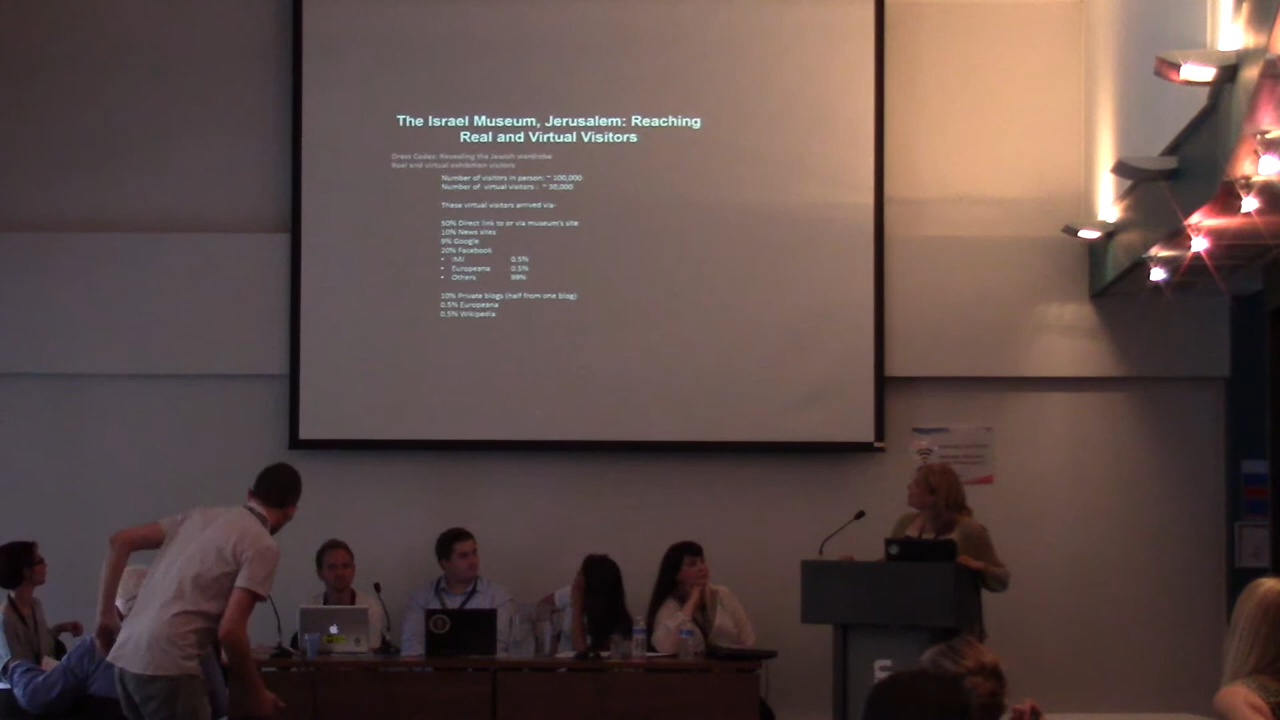 The Israel Museum, Jerusalem: Reaching
Real and Virtual Visitors
Dress Codes: Revealing the Jewish wardrobe
Real and virtual exhibition visitors
Number of visitors in person: ~ 100,000
Number of virtual visitors : ~ 30,000
These virtual visitors arrived via-
50% Direct link to or via museum's site
10% News sites
9% Google
20% Facebook
• IMJ 0.5%
• Europeana 0.5%
• Others 99%
10% Private blogs (half from one blog)
0.5% Europeana
0.5% Wikipedia